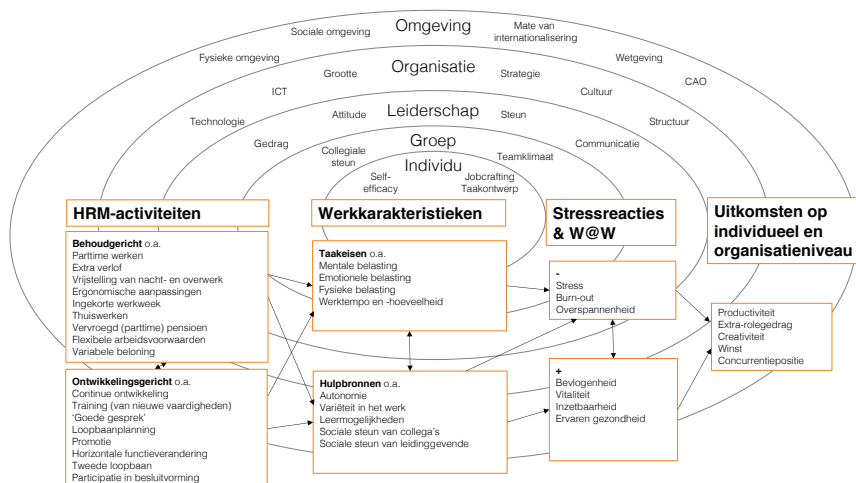 Omgeving
Sociale omgeving
Mate van
internationalisering
Fysieke omgeving
Wetgeving
Organisatie
Grootte
Strategie
ICT
Cultuur
CAO
Leiderschap
Technologie
Attitude
Steun
Structuur
Groep
Gedrag
Communicatie
Collegiale
steun
Teamklimaat
Individu
Self-
efficacy
Jobcrafting
Taakontwerp
HRM-activiteiten
Behoudgericht o.a.
Parttime werken
Extra verlof
Vrijstelling van nacht- en overwerk
Ergonomische aanpassingen
Ingekorte werkweek
Thuiswerken
Vervroegd (parttime) pensioen
Flexibele arbeidsvoorwaarden
Variabele beloning
Ontwikkelingsgericht o.a.
Continue ontwikkeling
Training (van nieuwe vaardigheden)
‘Goede gesprek’
Loopbaanplanning
Promotie
Horizontale functieverandering
Tweede loopbaan
Participatie in besluitvorming
Werkkarakteristieken
Taakeisen o.a.
Mentale belasting
Emotionele belasting
Fysieke belasting
Werktempo en -hoeveelheid
Hulpbronnen o.a.
Autonomie
Variëteit in het werk
Leermogelijkheden
Sociale steun van collega's
Sociale steun van leidinggevende
Stressreacties
& W@W
-
Stress
Burn-out
Overspannenheid
+
Bevlogenheid
Vitaliteit
Inzetbaarheid
Ervaren gezondheid
Uitkomsten op
individueel en
organisatieniveau
Productiviteit
Extra-rolegedrag
Creativiteit
Winst
Concurrentiepositie